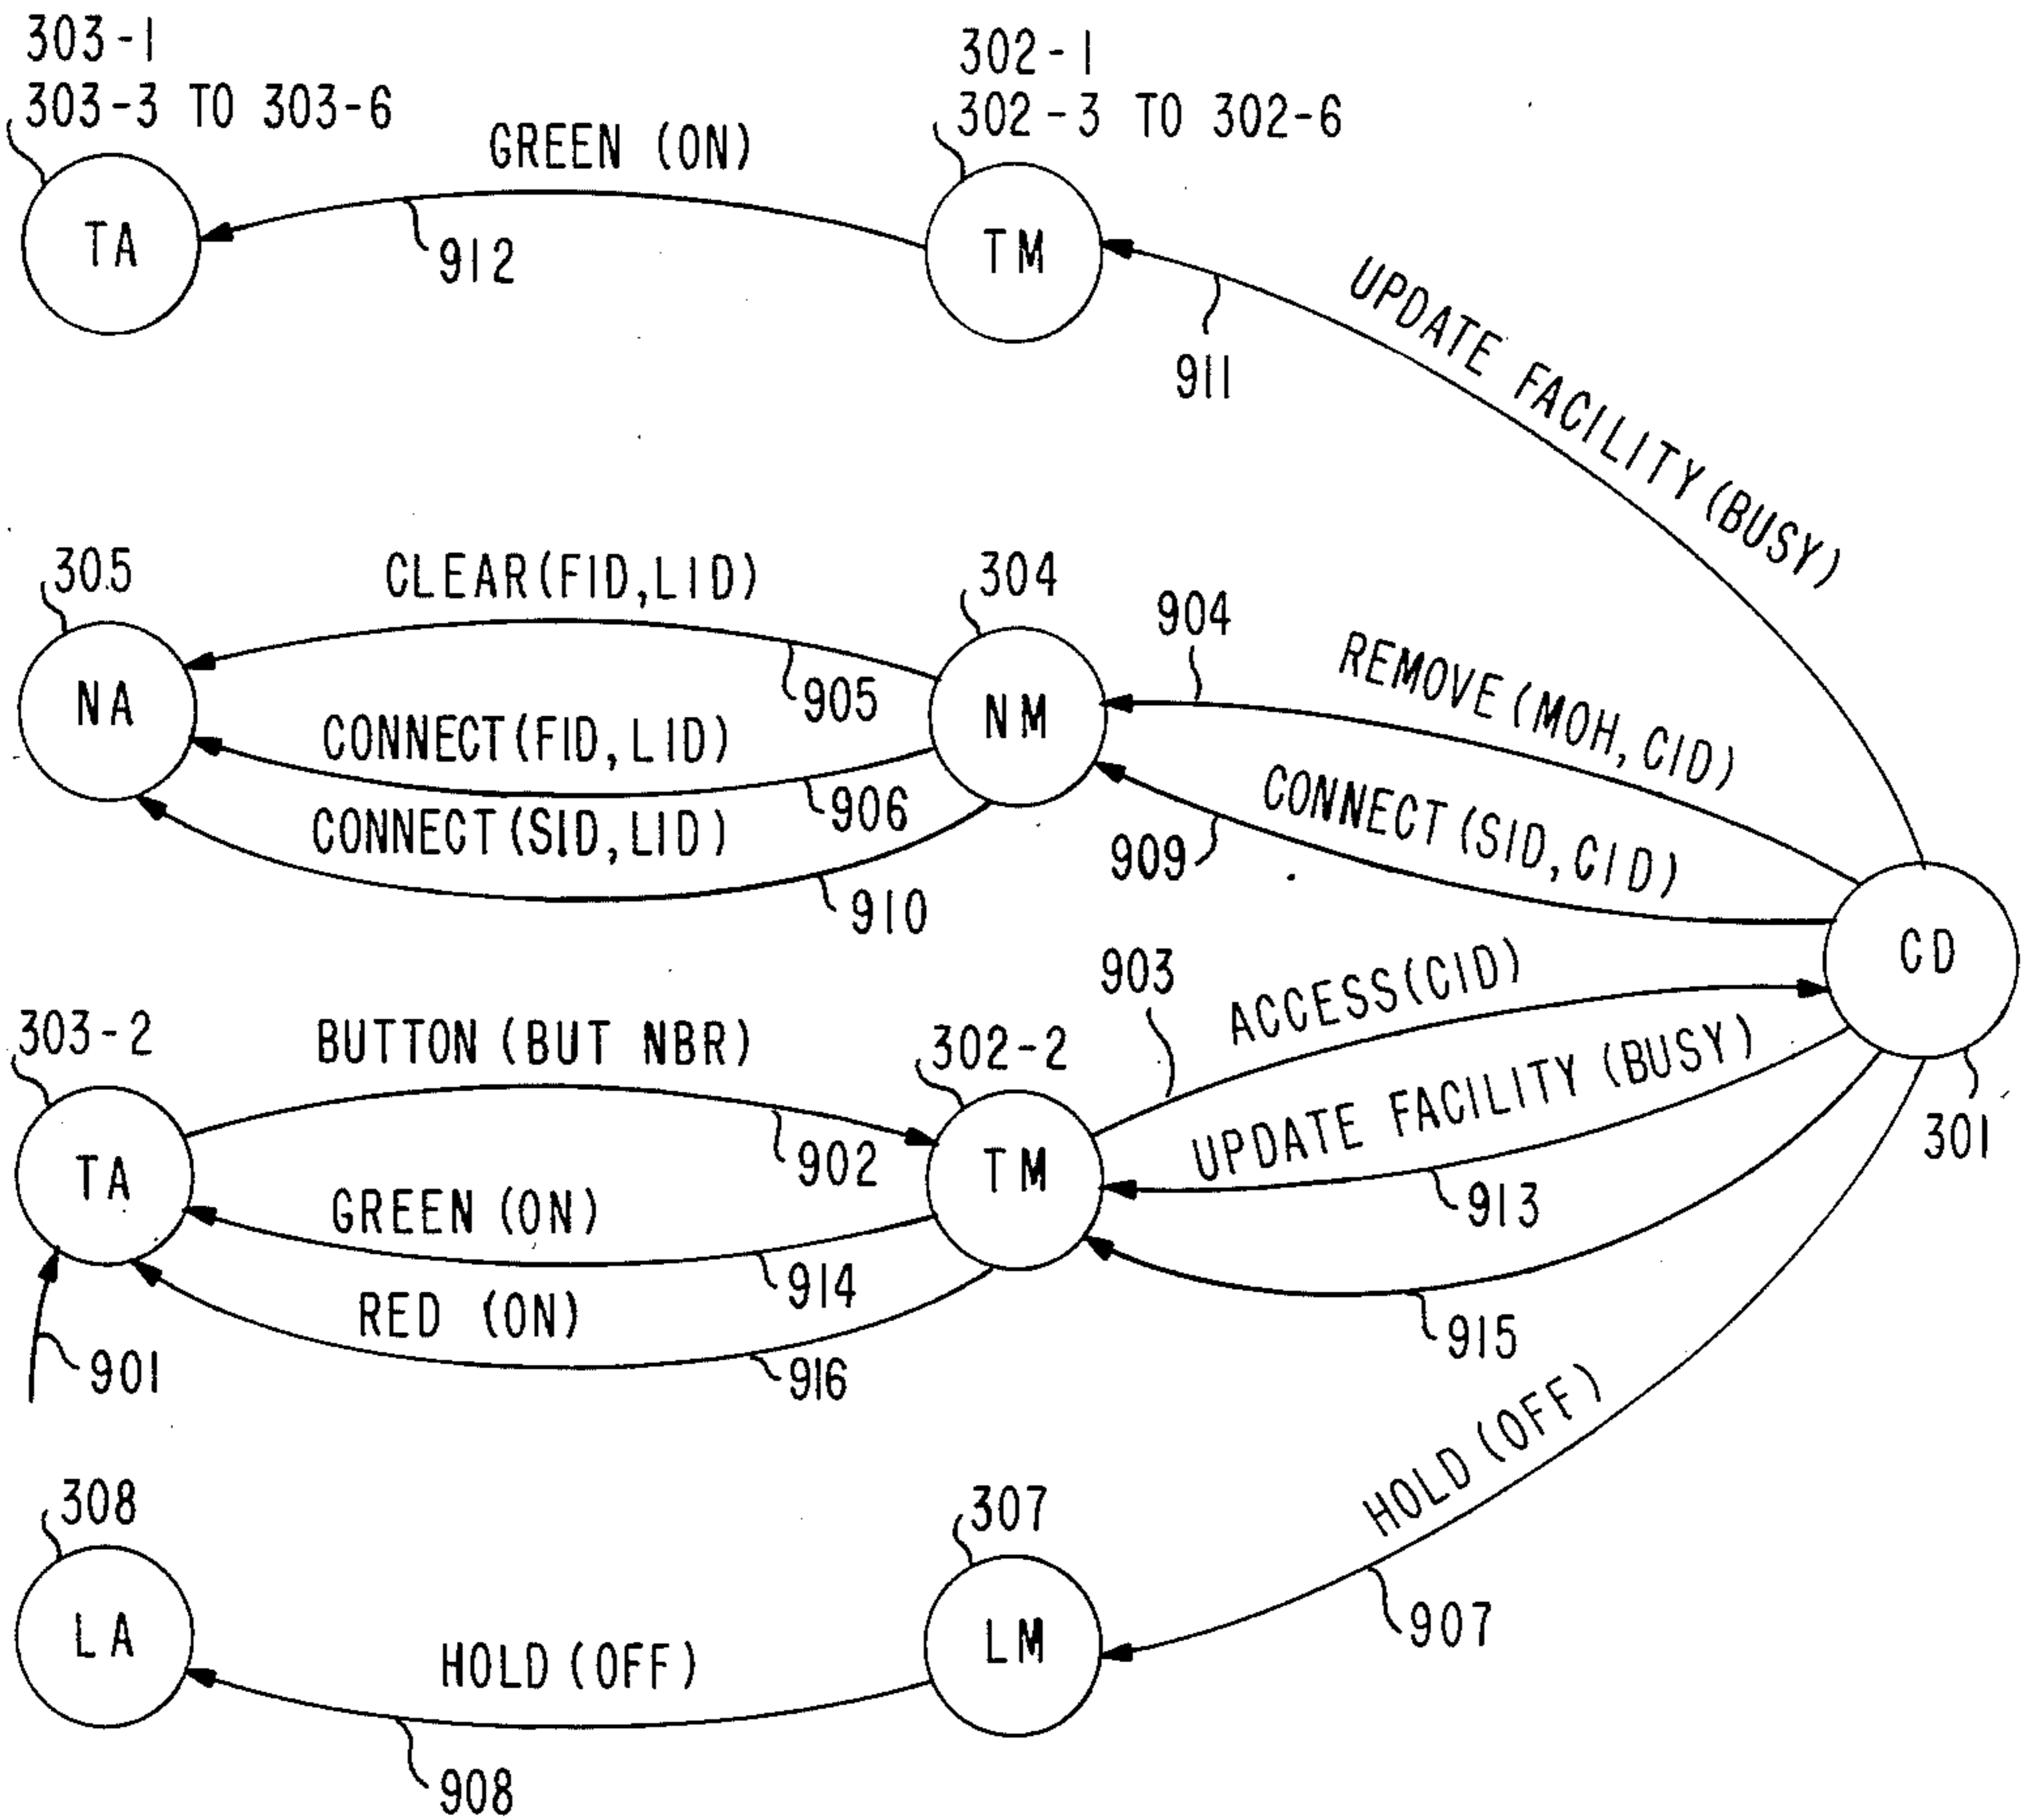 303-1
303-3 TO 303-6
302-1
302-3 TO 302-6
GREEN (ON)
TA
912
TM
911
UPDATE FACILITY (BUSY)
305
CLEAR(FID,LID)
304
904
REMOVE (MOH, CID)
NA
905
NM
CONNECT(FID, LID)
906
CONNECT (SID, CID)
CONNECT (SID, LID)
909
910
CD
903
ACCESS(CID)
303-2
BUTTON (BUT NBR)
302-2
UPDATE FACILITY (BUSY)
301
902
TA
TM
GREEN (ON)
913
914
RED (ON)
915
901
916
HOLD (OFF)
308
307
LA
HOLD (OFF)
LM
907
908